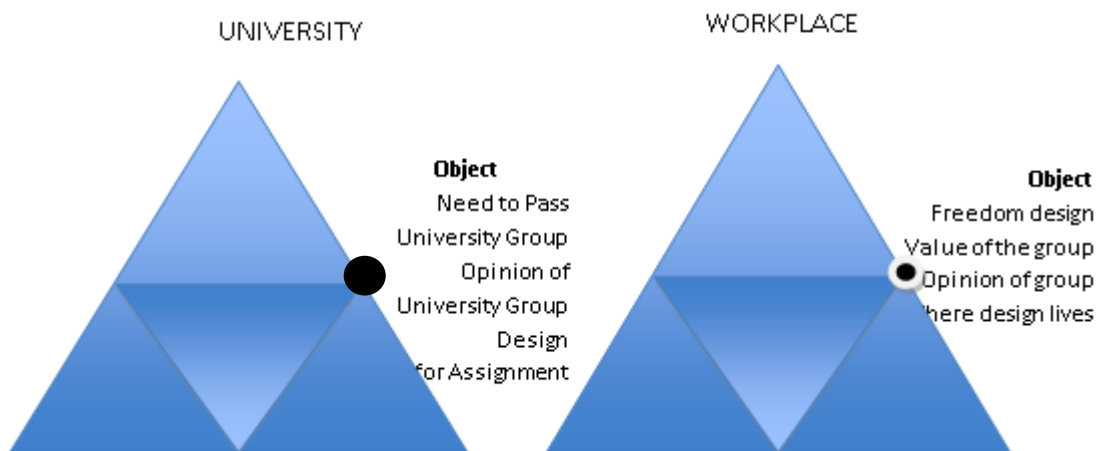 UNIVERSITY
Object
Need to Pass
University Group
Opinion of
University Group
Design
for Assignment
WORKPLACE
Object
Freedom design
Value of the group
Opinion of group
design lives